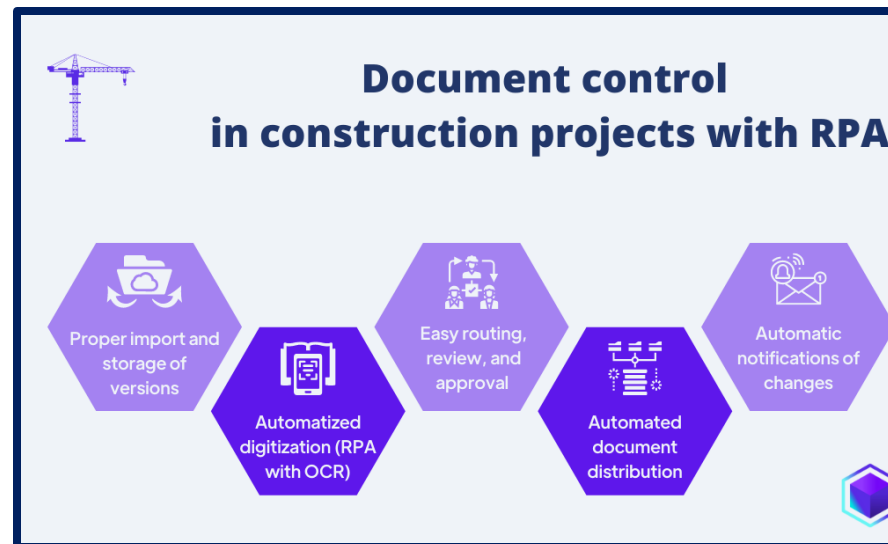 Document control
in construction projects with RPA
Proper import and
storage of
versions
Automatized
digitization (RPA
with OCR)
Easy routing,
review, and
approval
Automated
document
distribution
Automatic
notifications of
changes